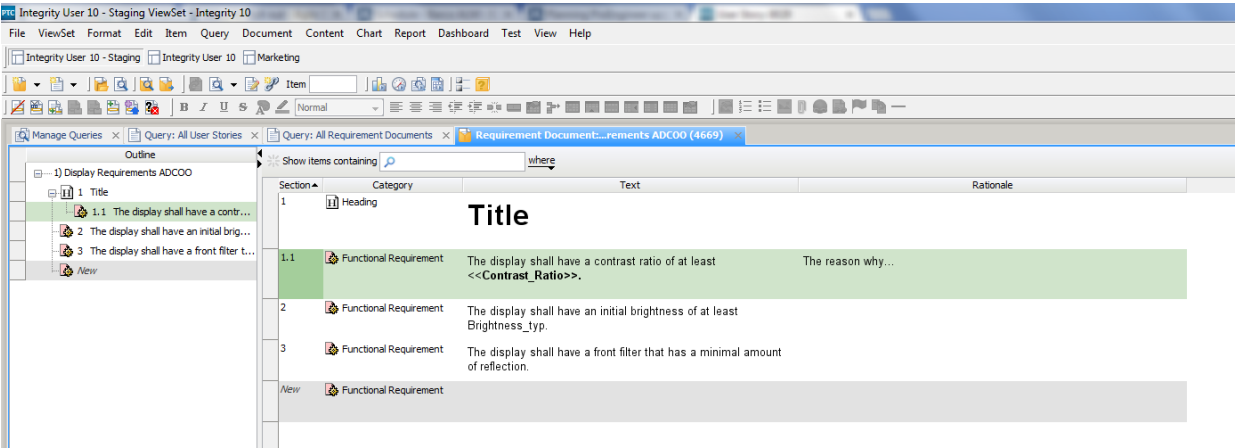 PTC Integrity User 10 - Staging ViewSet - Integrity 10
File ViewSet Format Edit Item Query Document Content Chart Report Dashboard Test View Help
Integrity User 10 - Staging Integrity User 10 Marketing
Item
B I U S Normal
Manage Queries × Query: All User Stories × Query: All Requirement Documents × Requirement Document:...rements ADCOO (4669) ×
Outline
1) Display Requirements ADCOO
1 Title
1.1 The display shall have a contr...
2 The display shall have an initial brig...
3 The display shall have a front filter t...
New
Show items containing where
Section Category Text Rationale
1 Heading Title
1.1 Functional Requirement The display shall have a contrast ratio of at least The reason why...
<<Contrast_Ratio>>.
2 Functional Requirement The display shall have an initial brightness of at least
Brightness_typ.
3 Functional Requirement The display shall have a front filter that has a minimal amount
of reflection.
New Functional Requirement